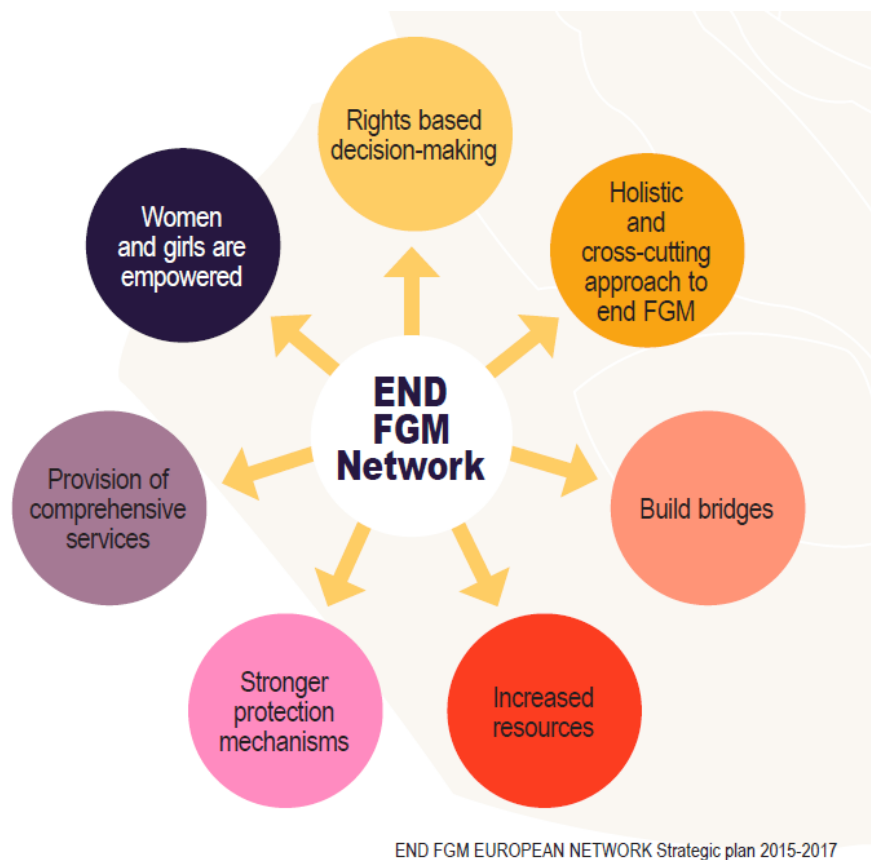 Rights based
decision-making
Holistic
and
cross-cutting
approach to
end FGM
Build bridges
Increased
resources
Stronger
protection
mechanisms
Provision of
comprehensive
services
Women
and girls are
empowered
END
FGM
Network
END FGM EUROPEAN NETWORK Strategic plan 2015-2017